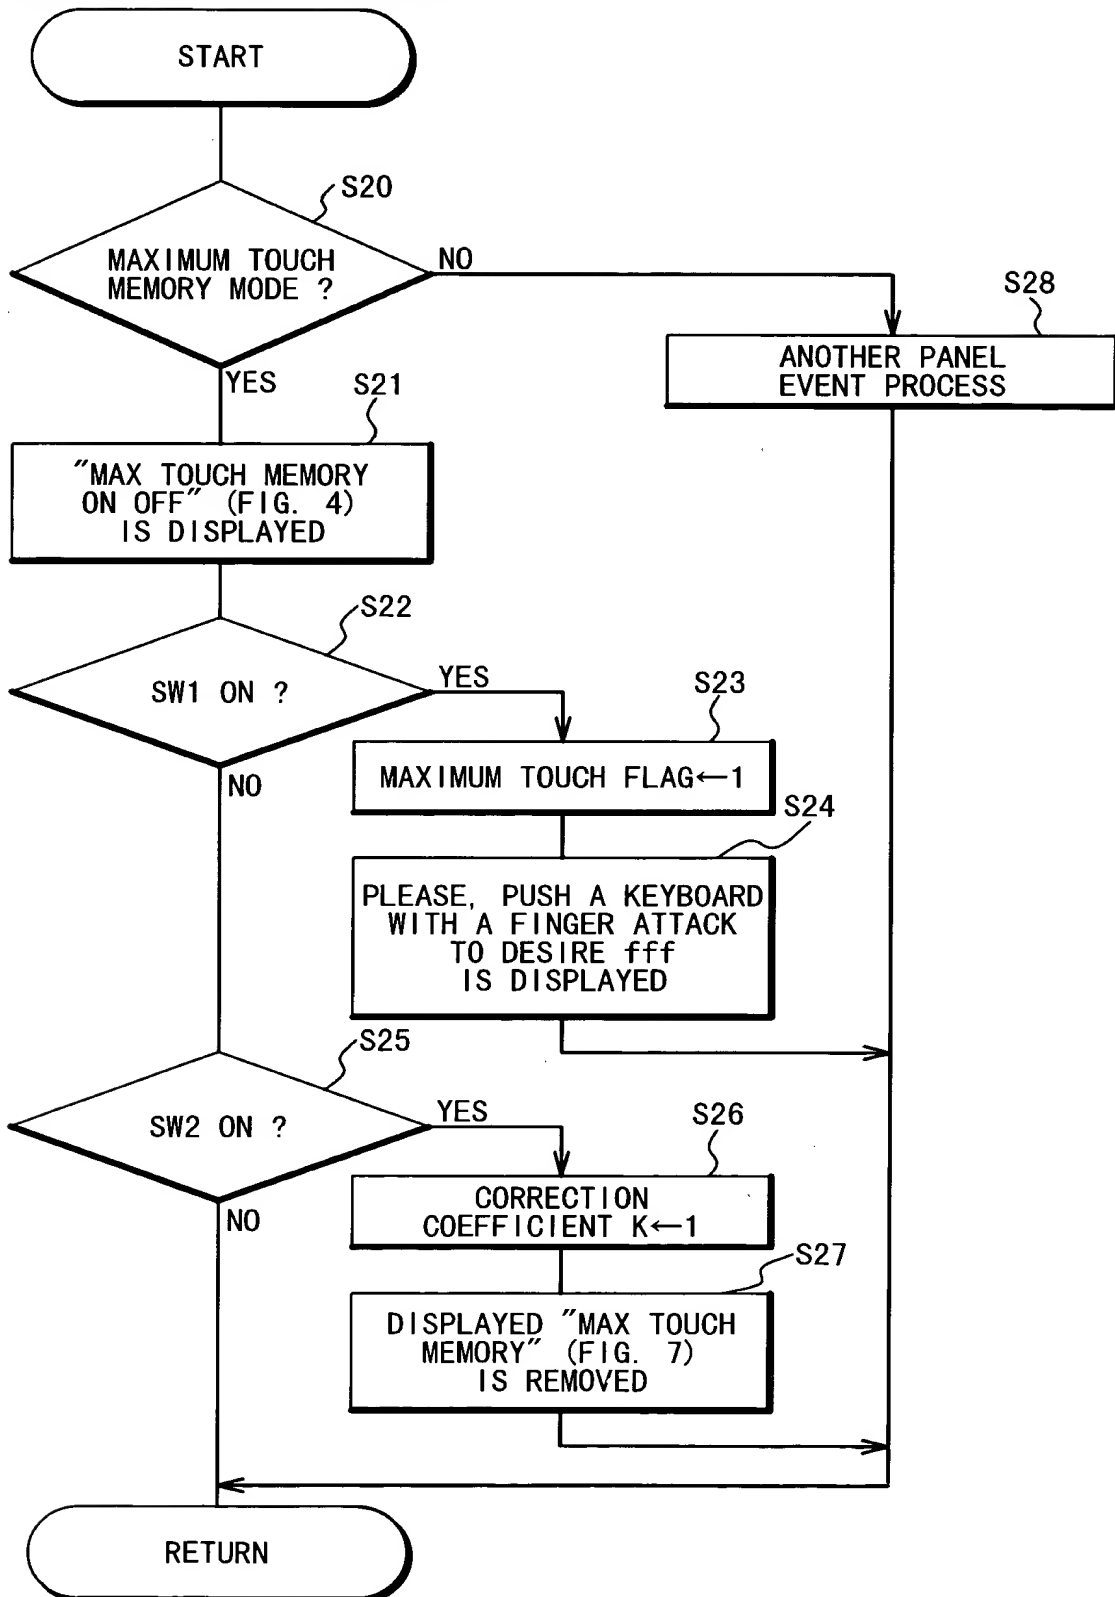 START
S20
MAXIMUM TOUCH
MEMORY MODE ?
NO
S28
ANOTHER PANEL
EVENT PROCESS
YES
S21
"MAX TOUCH MEMORY
ON OFF" (FIG. 4)
IS DISPLAYED
S22
SW1 ON ?
YES
S23
NO
MAXIMUM TOUCH FLAG←1
S24
PLEASE, PUSH A KEYBOARD
WITH A FINGER ATTACK
TO DESIRE fff
IS DISPLAYED
S25
SW2 ON ?
YES
S26
NO
CORRECTION
COEFFICIENT K←1
S27
DISPLAYED "MAX TOUCH
MEMORY" (FIG. 7)
IS REMOVED
RETURN